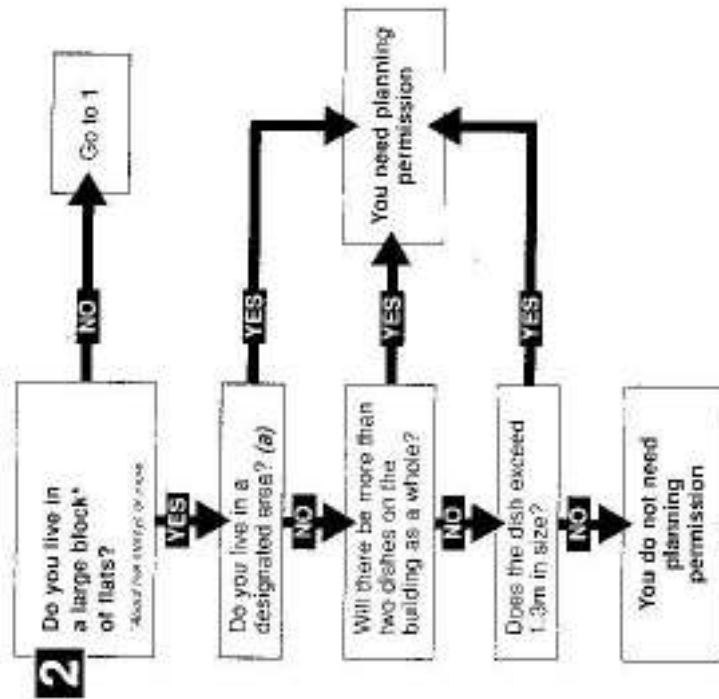 2
Do you live in
a large block*
of flats?
NO
Go to 1
YES
Do you live in a
designated area? (a)
YES
NO
Will there be more than
two dishes on the
building as a whole?
YES
You need planning
permission
NO
Does the dish exceed
1.3m in size?
YES
NO
You do not need
planning
permission